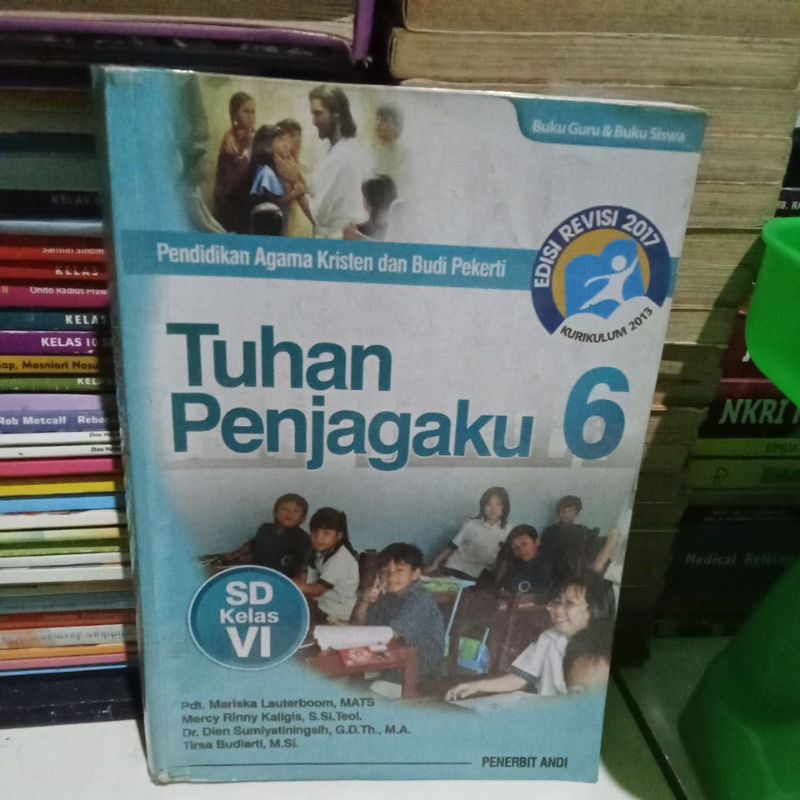 Buku Guru & Buku Siswa
Pendidikan Agama Kristen dan Budi Pekerti
EDISI REVISI 2017
KURIKULUM 2013
Tuhan
Penjagaku 6
SD
Kelas
VI
Pdt. Mariska Lauterboom, MATS
Mercy Rinny Kaligis, S.Si.Teol.
Dr. Dien Sumiyatiningsih, G.D.Th., M.A.
Tirsa Budiarti, M.Si.
PENERBIT ANDI
KELAS
KELAS
KELAS
KELAS 10
Rob Metcalf
NKRI
Medical